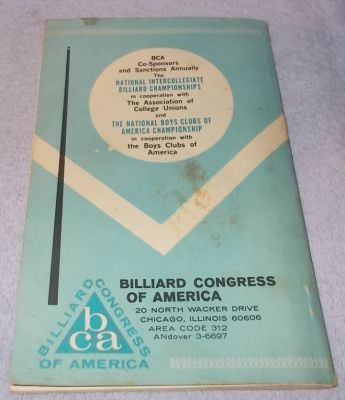 BCA
Co-Sponsors
and Sanctions Annually
The
NATIONAL INTERCOLLEGIATE
BILLIARD CHAMPIONSHIPS
in cooperation with
The Association of
College Unions
and
THE NATIONAL BOYS CLUBS OF
AMERICA CHAMPIONSHIP
in cooperation with
the Boys Clubs of
America
BILLIARD CONGRESS
OF AMERICA
20 NORTH WACKER DRIVE
CHICAGO, ILLINOIS 60606
AREA CODE 312
ANdover 3-6697
BILLIARD CONGRESS
bca
OF AMERICA